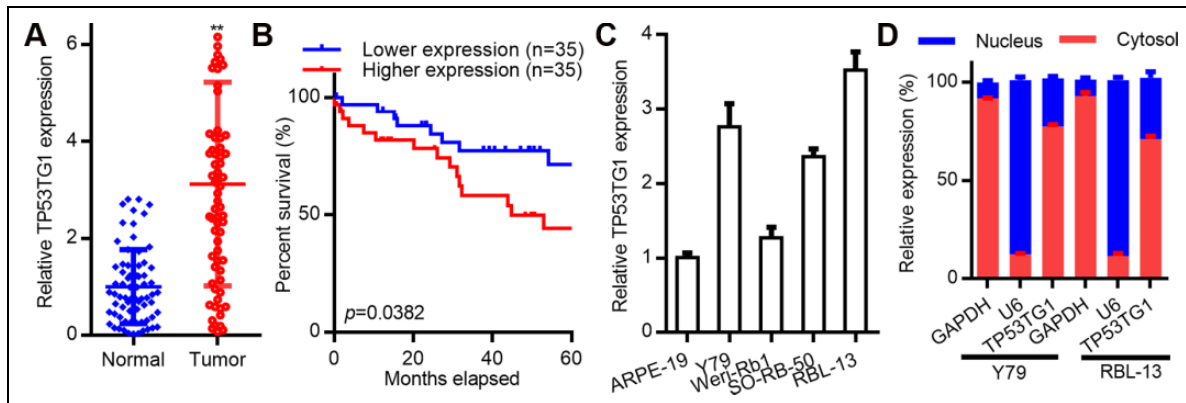 A
Relative TP53TG1 expression
6
4
2
0
**
Normal
Tumor
B
Lower expression (n=35)
Higher expression (n=35)
Percent survival (%)
100
50
0
p=0.0382
0
20
40
60
Months elapsed
C
Relative TP53TG1 expression
4
3
2
1
0
ARPE-19
Y79
Weri-Rb1
SO-RB-50
RBL-13
D
Nucleus
Cytosol
Relative expression (%)
100
50
0
GAPDH
U6
TP53TG1
GAPDH
U6
TP53TG1
Y79
RBL-13